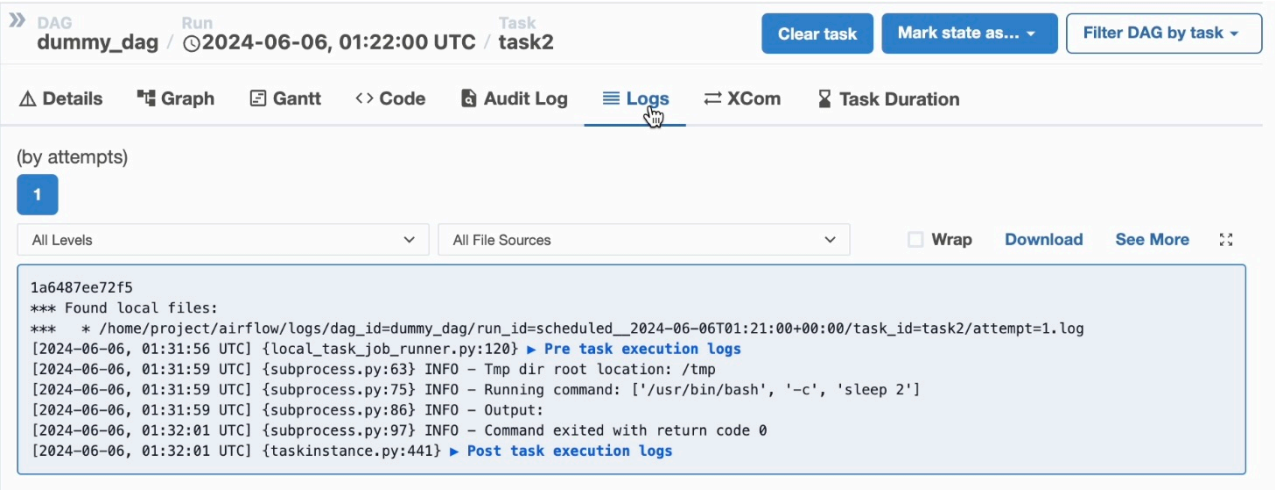 DAG Run Task
dummy_dag / 2024-06-06, 01:22:00 UTC / task2
Clear task Mark state as... Filter DAG by task
Details Graph Gantt <> Code Audit Log Logs XCom Task Duration
(by attempts)
1
All Levels All File Sources Wrap Download See More
1a6487ee72f5
*** Found local files:
***   * /home/project/airflow/logs/dag_id=dummy_dag/run_id=scheduled__2024-06-06T01:21:00+00:00/task_id=task2/attempt=1.log
[2024-06-06, 01:31:56 UTC] {local_task_job_runner.py:120} ▶ Pre task execution logs
[2024-06-06, 01:31:59 UTC] {subprocess.py:63} INFO - Tmp dir root location: /tmp
[2024-06-06, 01:31:59 UTC] {subprocess.py:75} INFO - Running command: ['/usr/bin/bash', '-c', 'sleep 2']
[2024-06-06, 01:31:59 UTC] {subprocess.py:86} INFO - Output:
[2024-06-06, 01:32:01 UTC] {subprocess.py:97} INFO - Command exited with return code 0
[2024-06-06, 01:32:01 UTC] {taskinstance.py:441} ▶ Post task execution logs